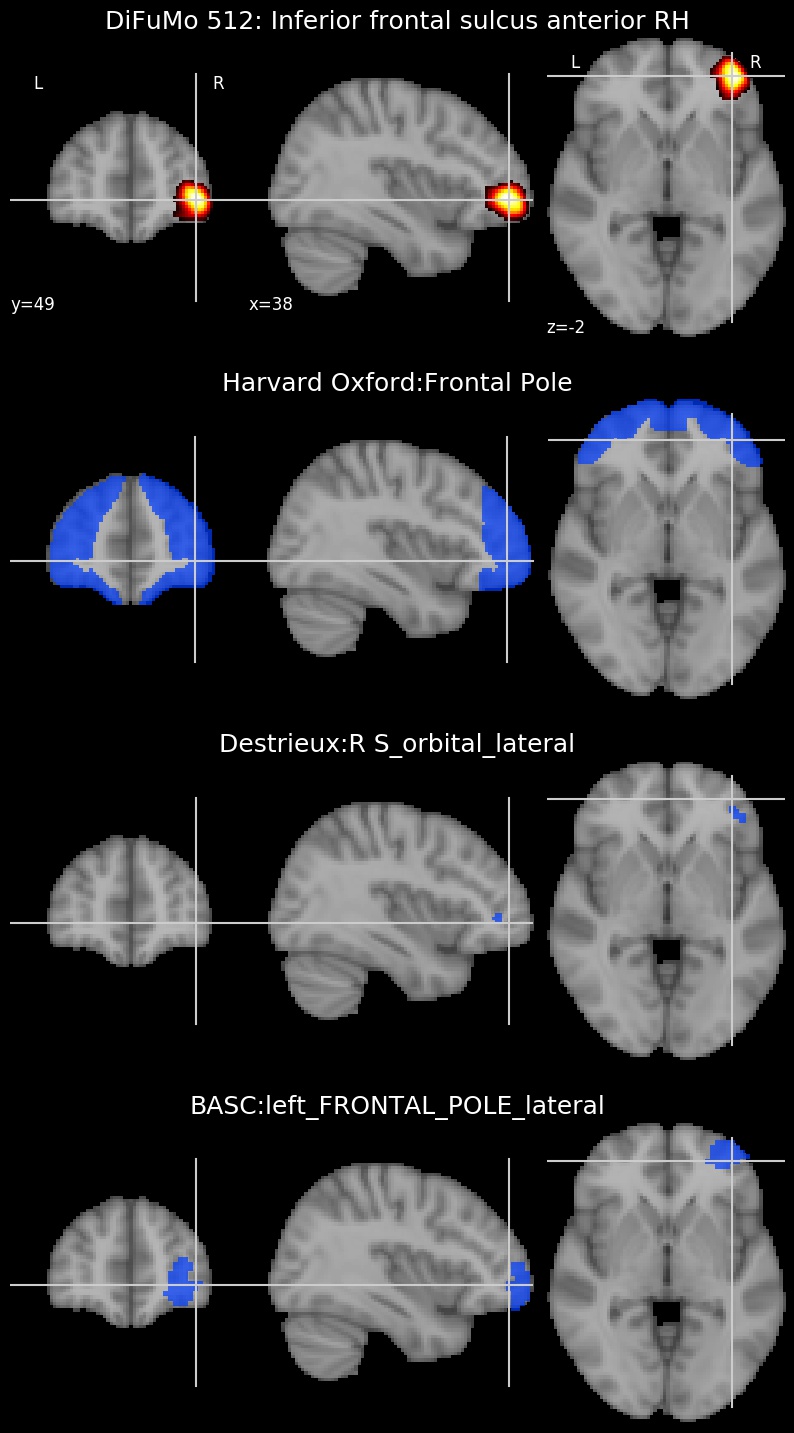 DiFuMo 512: Inferior frontal sulcus anterior RH
L R L R
y=49 x=38 z=-2
Harvard Oxford:Frontal Pole
Destrieux:R S_orbital_lateral
BASC:left_FRONTAL_POLE_lateral